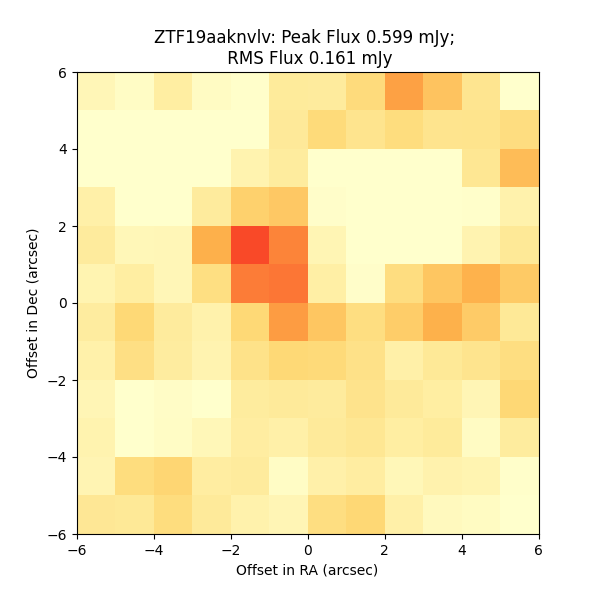 ZTF19aaknvlv: Peak Flux 0.599 mJy;
RMS Flux 0.161 mJy
6
4
2
0
−2
−4
−6
Offset in Dec (arcsec)
−6 −4 −2 0 2 4 6
Offset in RA (arcsec)